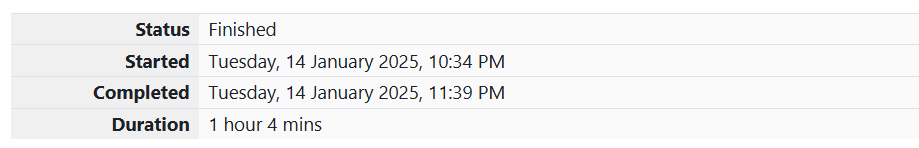 Status Finished
Started Tuesday, 14 January 2025, 10:34 PM
Completed Tuesday, 14 January 2025, 11:39 PM
Duration 1 hour 4 mins